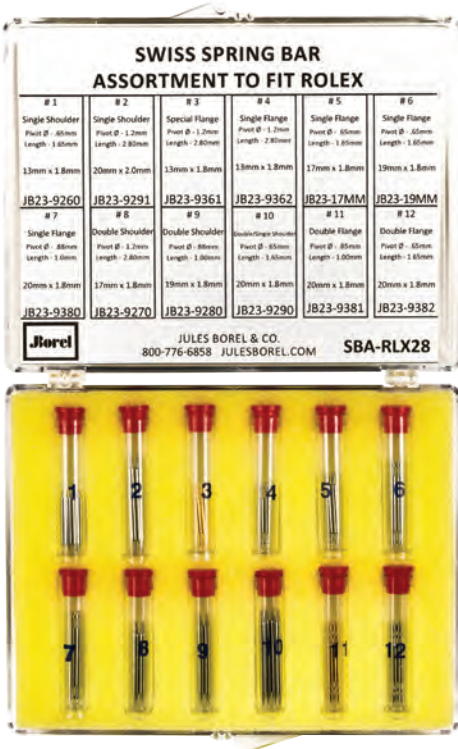 SWISS SPRING BAR
ASSORTMENT TO FIT ROLEX
# 1
Single Shoulder
Pivot Ø - .65mm
Length - 1.65mm
13mm x 1.8mm
JB23-9260
# 2
Single Shoulder
Pivot Ø - 1.2mm
Length - 2.80mm
20mm x 2.0mm
JB23-9291
# 3
Special Flange
Pivot Ø - 1.2mm
Length - 2.80mm
13mm x 1.8mm
JB23-9361
# 4
Single Flange
Pivot Ø - 1.2mm
Length - 2.80mm
13mm x 1.8mm
JB23-9362
# 5
Single Flange
Pivot Ø - .65mm
Length - 1.65mm
17mm x 1.8mm
JB23-17MM
# 6
Single Flange
Pivot Ø - .65mm
Length - 1.65mm
19mm x 1.8mm
JB23-19MM
# 7
Single Flange
Pivot Ø - .88mm
Length - 1.0mm
20mm x 1.8mm
JB23-9380
# 8
Double Shoulder
Pivot Ø - 1.2mm
Length - 2.80mm
17mm x 1.8mm
JB23-9270
# 9
Double Shoulder
Pivot Ø - .88mm
Length - 1.00mm
19mm x 1.8mm
JB23-9280
# 10
Double/Single Shoulder
Pivot Ø - .65mm
Length - 1.65mm
20mm x 1.8mm
JB23-9290
# 11
Double Flange
Pivot Ø - .85mm
Length - 1.00mm
20mm x 1.8mm
JB23-9381
# 12
Double Flange
Pivot Ø - .65mm
Length - 1.65mm
20mm x 1.8mm
JB23-9382
Borel
JULES BOREL & CO.
800-776-6858 JULESBOREL.COM
SBA-RLX28
1 2 3 4 5 6
7 8 9 10 11 12